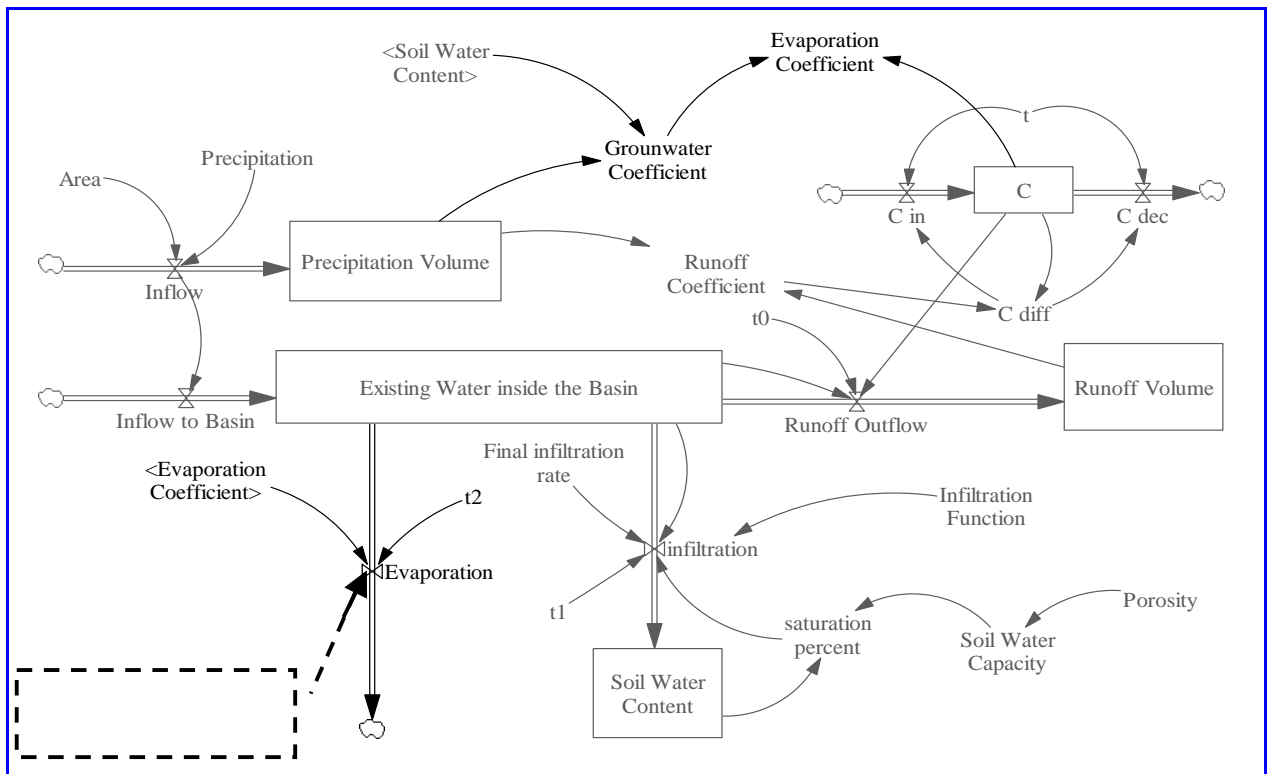 <Soil Water
Content>
Evaporation
Coefficient
t
Grounwater
Coefficient
Precipitation
Area
C
C in
C dec
Precipitation Volume
Inflow
Runoff
Coefficient
C diff
t0
Existing Water inside the Basin
Runoff Volume
Inflow to Basin
Runoff Outflow
Final infiltration
rate
<Evaporation
Coefficient>
t2
Infiltration
Function
infiltration
Evaporation
t1
Porosity
saturation
percent
Soil Water
Capacity
Soil Water
Content